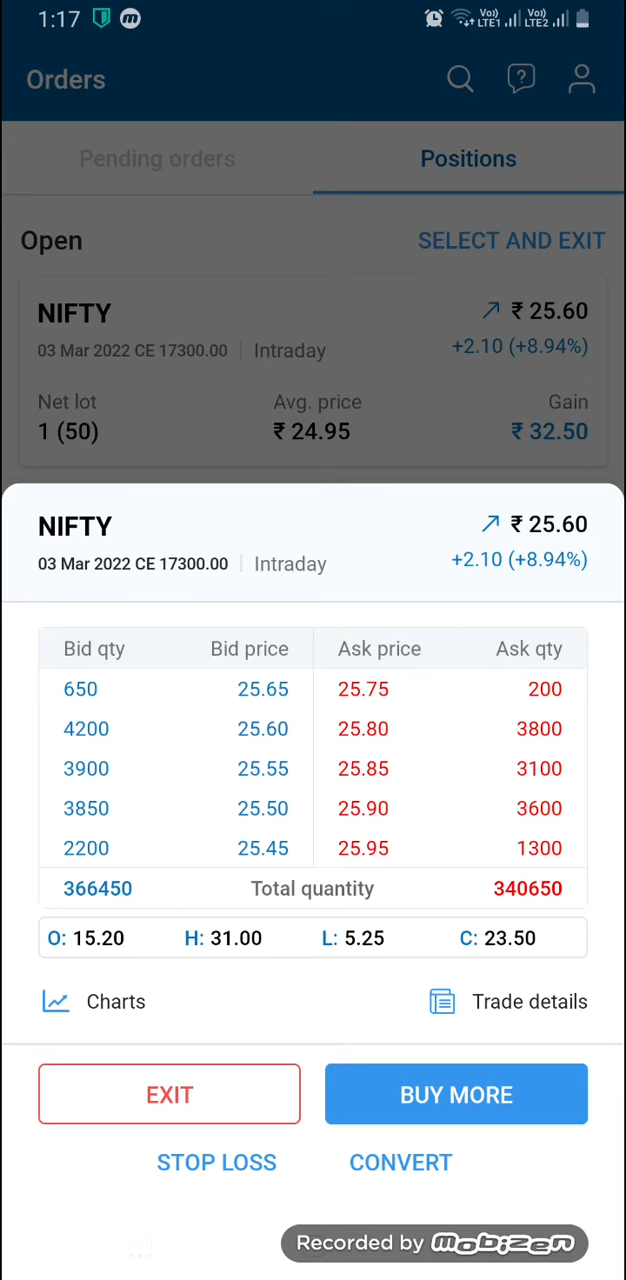 1:17 m Vo) LTE1 Vo) LTE2
Orders
Pending orders Positions
Open SELECT AND EXIT
NIFTY ₹ 25.60
03 Mar 2022 CE 17300.00 Intraday +2.10 (+8.94%)
Net lot Avg. price Gain
1 (50) ₹ 24.95 ₹ 32.50
NIFTY ₹ 25.60
03 Mar 2022 CE 17300.00 Intraday +2.10 (+8.94%)
Bid qty Bid price Ask price Ask qty
650 25.65 25.75 200
4200 25.60 25.80 3800
3900 25.55 25.85 3100
3850 25.50 25.90 3600
2200 25.45 25.95 1300
366450 Total quantity 340650
O: 15.20 H: 31.00 L: 5.25 C: 23.50
Charts Trade details
EXIT BUY MORE
STOP LOSS CONVERT
Recorded by mobizen